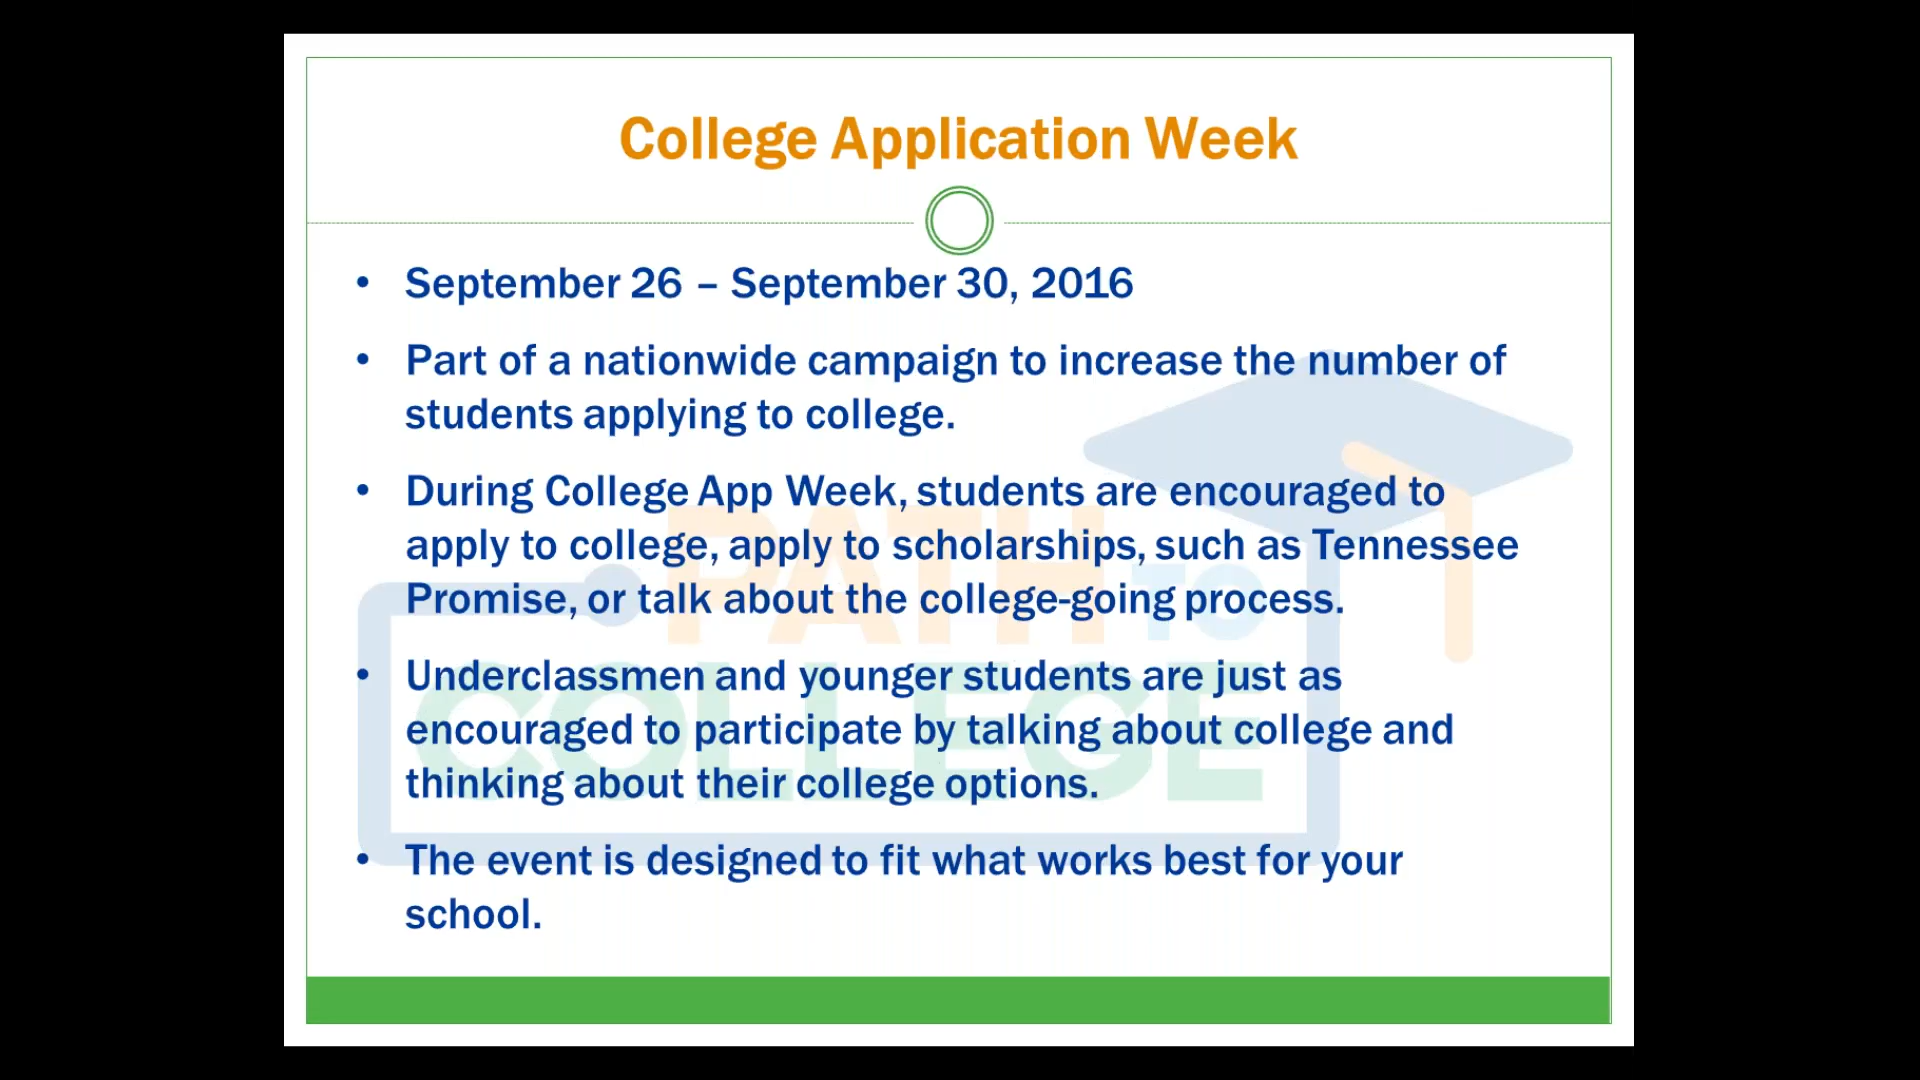 College Application Week
• September 26 – September 30, 2016
• Part of a nationwide campaign to increase the number of
students applying to college.
• During College App Week, students are encouraged to
apply to college, apply to scholarships, such as Tennessee
Promise, or talk about the college-going process.
• Underclassmen and younger students are just as
encouraged to participate by talking about college and
thinking about their college options.
• The event is designed to fit what works best for your
school.
PATH TO
COLLEGE